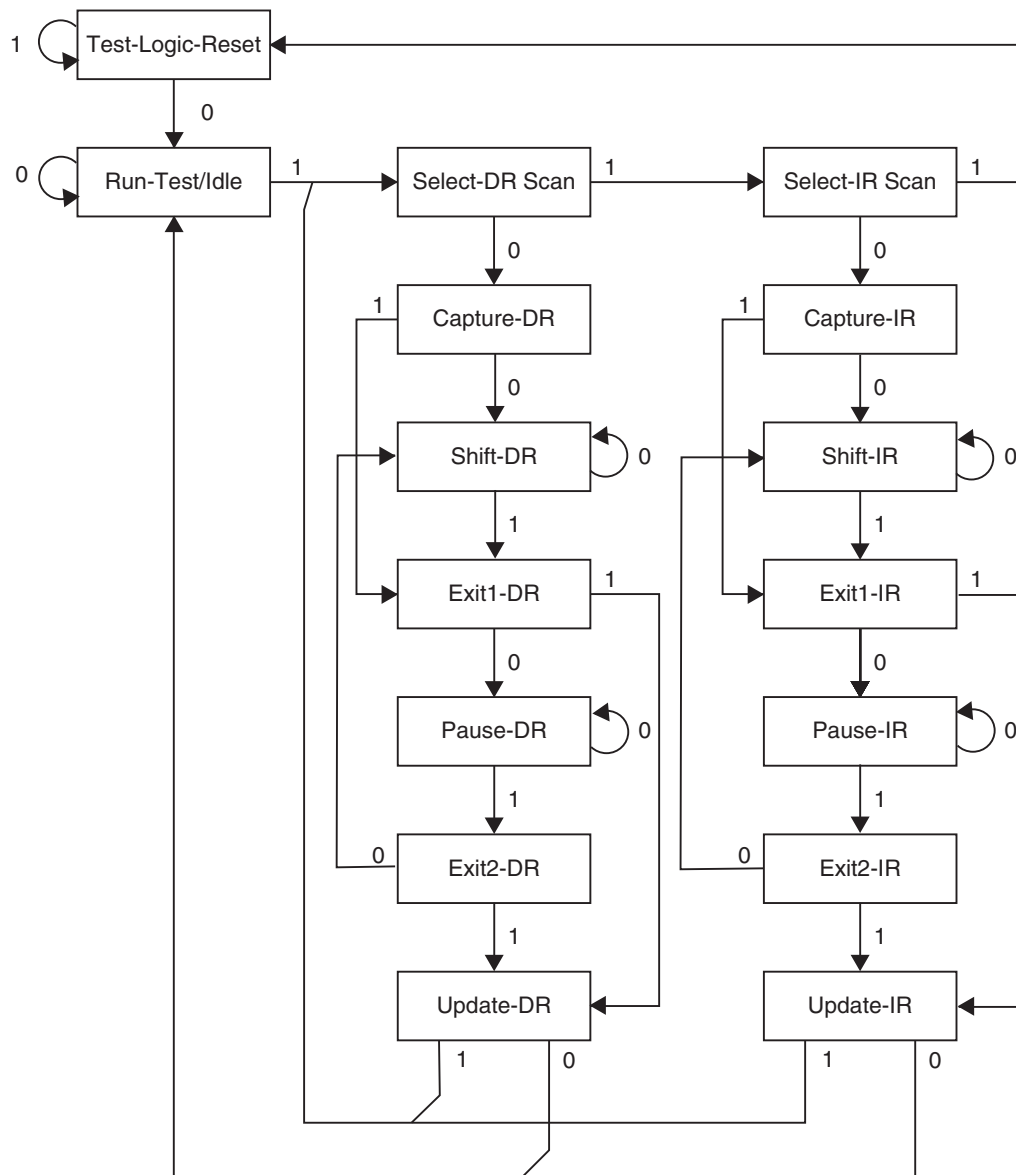 1
Test-Logic-Reset
0
0
Run-Test/Idle
1
Select-DR Scan
1
Select-IR Scan
1
0
0
1
Capture-DR
1
Capture-IR
0
0
Shift-DR
0
Shift-IR
0
1
1
Exit1-DR
1
Exit1-IR
1
0
0
Pause-DR
0
Pause-IR
0
1
1
0
Exit2-DR
0
Exit2-IR
1
1
Update-DR
Update-IR
1
0
1
0